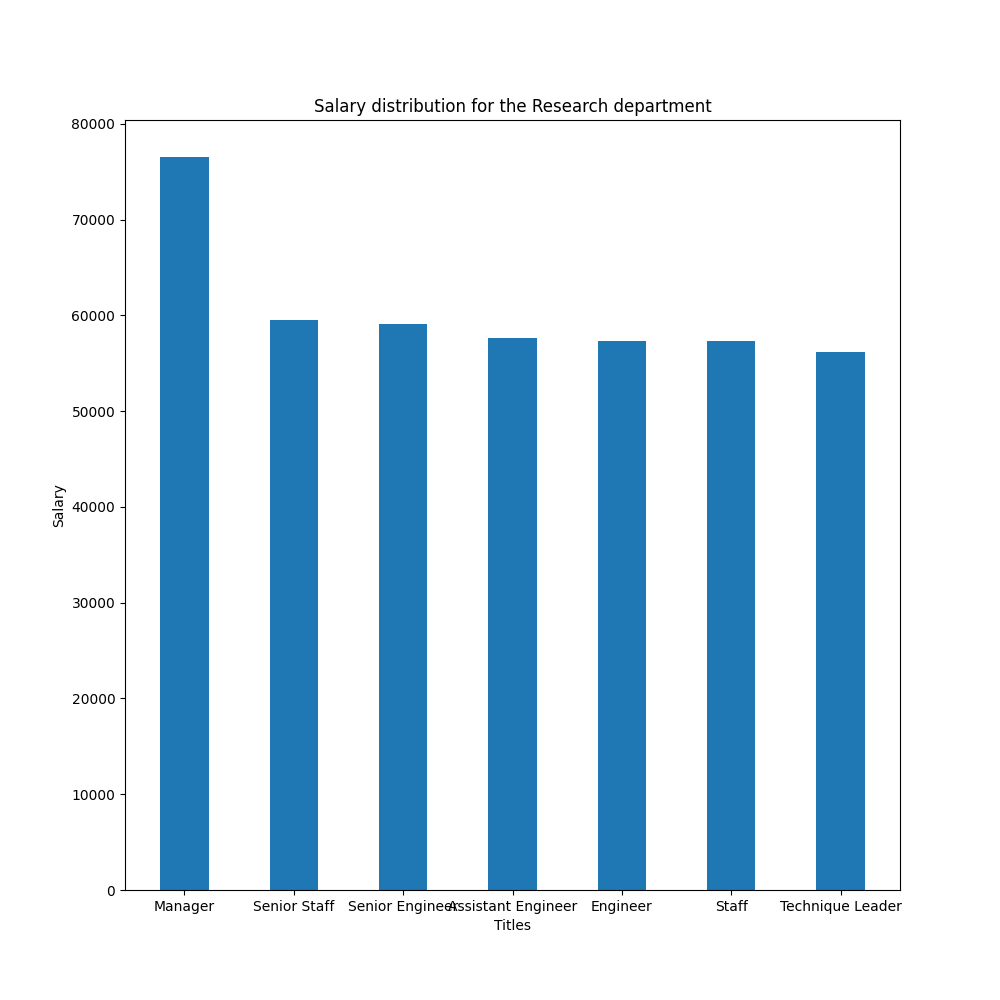 Salary distribution for the Research department
80000
70000
60000
50000
40000
30000
20000
10000
0
Salary
Manager Senior Staff Senior Engineer Assistant Engineer Engineer Staff Technique Leader
Titles